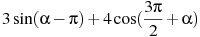 3 sin(α − π) + 4 cos(3π/2 + α)